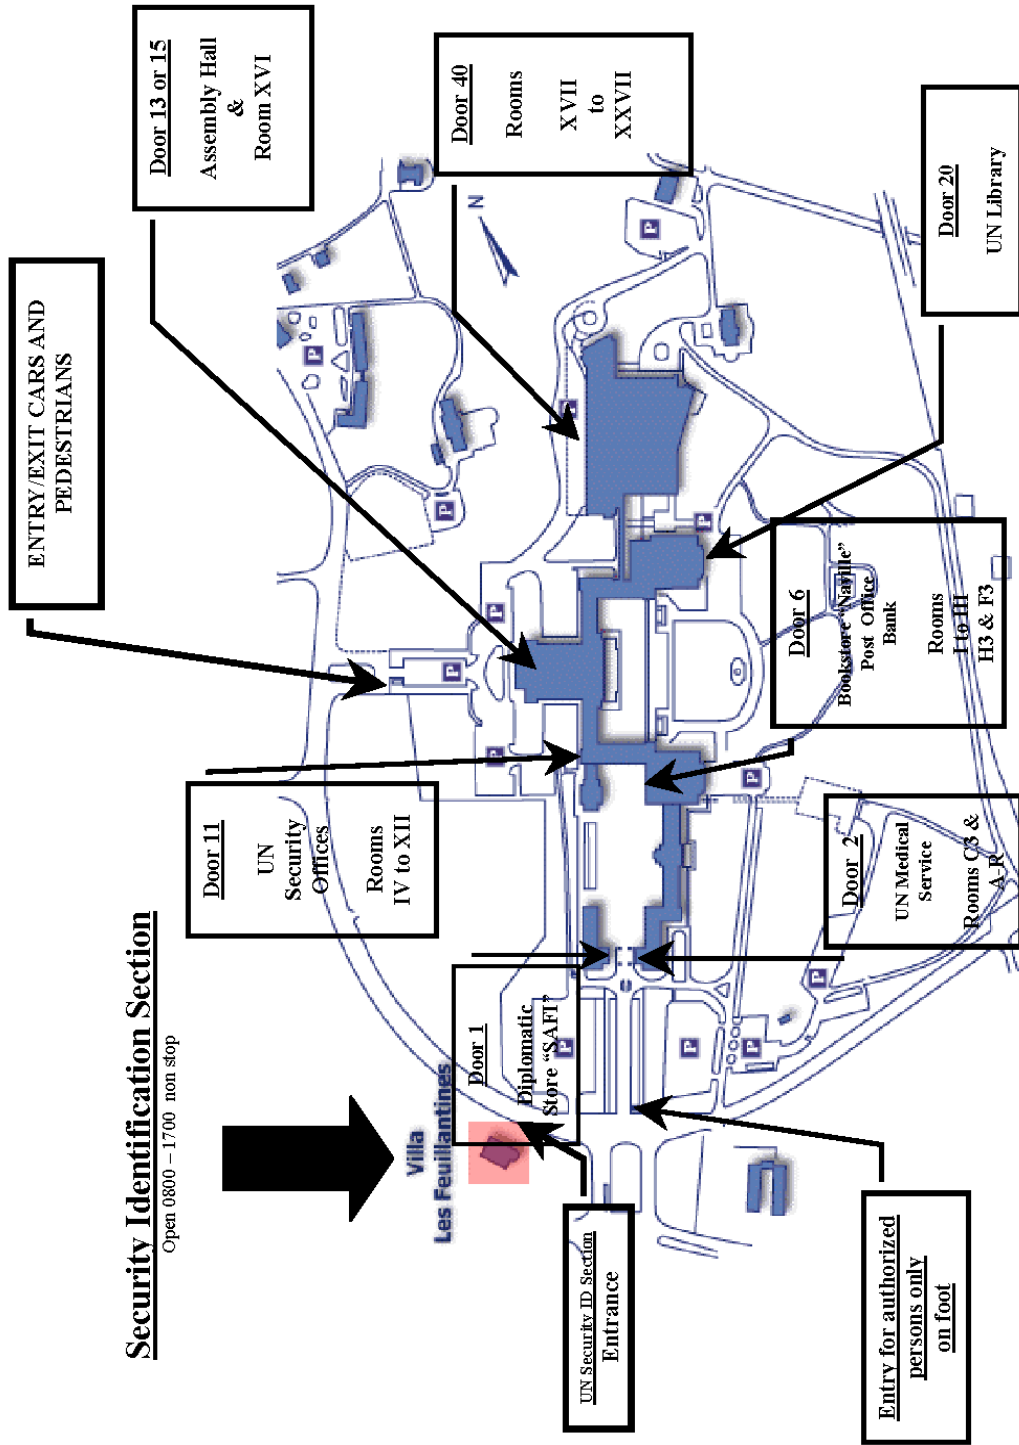 Security Identification Section
Open 0800 – 1700  non stop
ENTRY/EXIT CARS AND
PEDESTRIANS
Door 13 or 15
Assembly Hall
&
Room XVI
Door 40
Rooms
XVII
to
XXVII
Door 20
UN Library
Door 11
UN
Security
Offices
Rooms
IV to XII
Door 6
Bookstore “Naville”
Post Office
Bank
Rooms
I to III
H3 & F3
Door 2
UN Medical
Service
Rooms C3 &
A-R
Door 1
Diplomatic
Store “SAFI”
Villa
Les Feuillantines
UN Security ID Section
Entrance
Entry for authorized
persons only
on foot
N
P
P
P
P
P
P
P
P
P
P
P
P
P